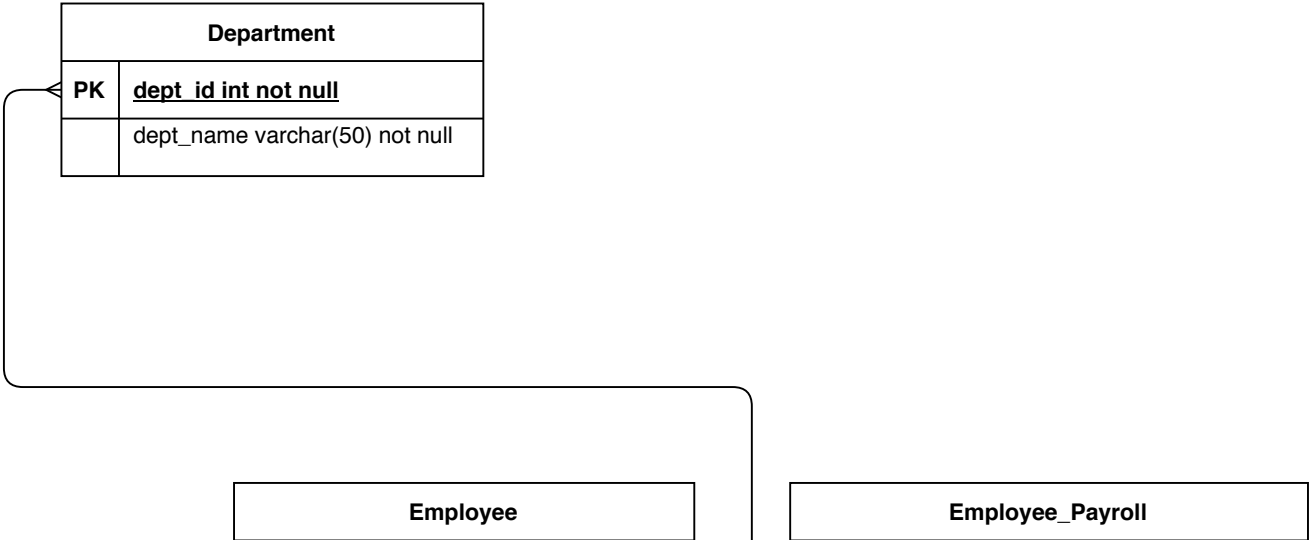 Department
PK dept_id int not null
dept_name varchar(50) not null
Employee Employee_Payroll